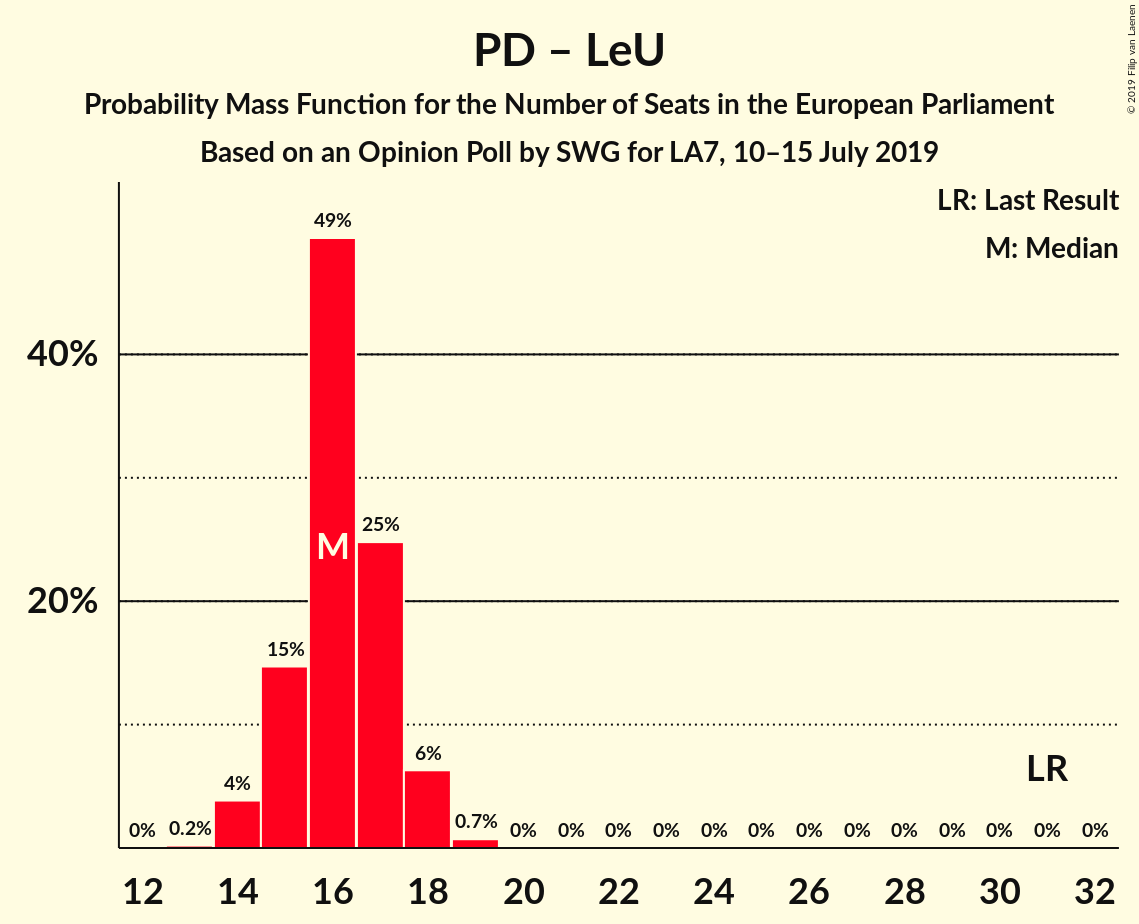 PD – LeU
Probability Mass Function for the Number of Seats in the European Parliament
Based on an Opinion Poll by SWG for LA7, 10–15 July 2019
© 2019 Filip van Laenen
LR: Last Result
M: Median
49%
40%
M
25%
20%
15%
6%
LR
4%
0% 0.2% 0.7% 0% 0% 0% 0% 0% 0% 0% 0% 0% 0% 0% 0% 0%
12 14 16 18 20 22 24 26 28 30 32